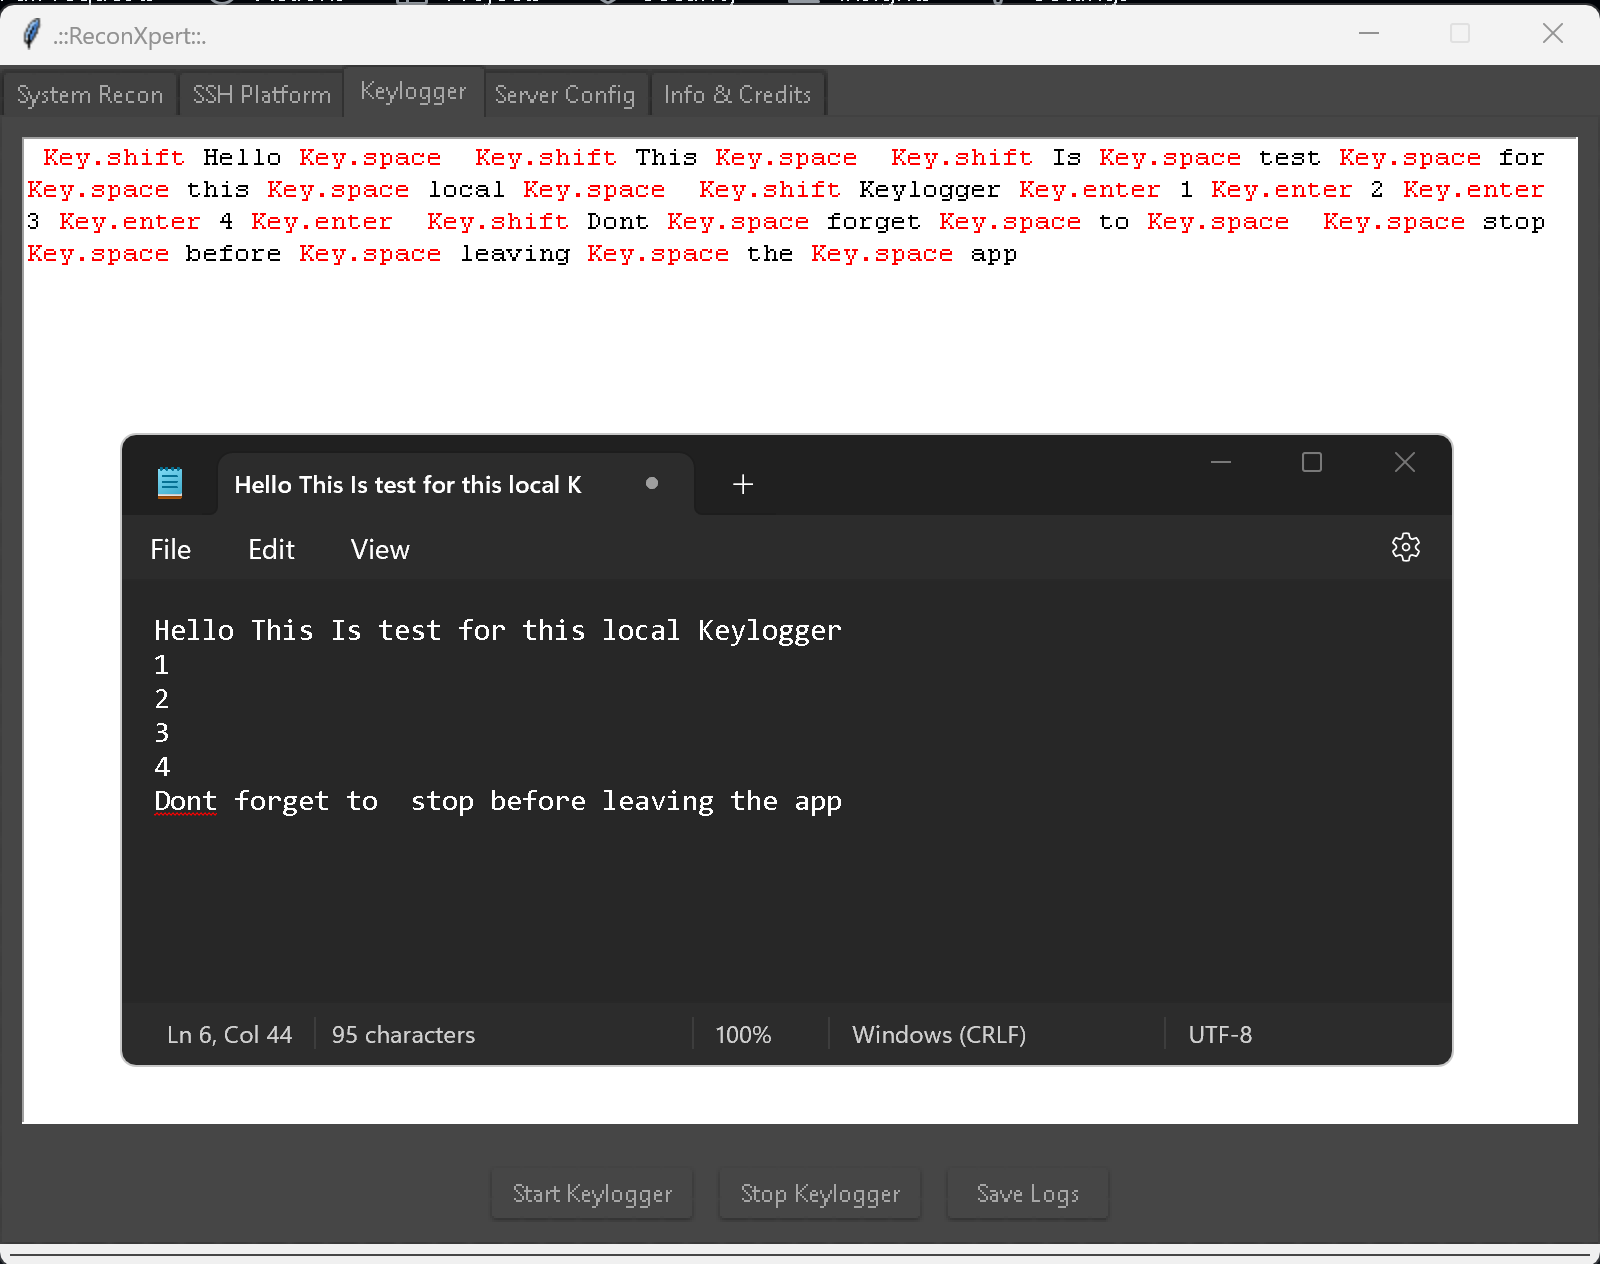 .::ReconXpert::.
System Recon SSH Platform Keylogger Server Config Info & Credits
Key.shift Hello Key.space Key.shift This Key.space Key.shift Is Key.space test Key.space for
Key.space this Key.space local Key.space Key.shift Keylogger Key.enter 1 Key.enter 2 Key.enter
3 Key.enter 4 Key.enter Key.shift Dont Key.space forget Key.space to Key.space Key.space stop
Key.space before Key.space leaving Key.space the Key.space app
Hello This Is test for this local K
File Edit View
Hello This Is test for this local Keylogger
1
2
3
4
Dont forget to  stop before leaving the app
Ln 6, Col 44 95 characters 100% Windows (CRLF) UTF-8
Start Keylogger Stop Keylogger Save Logs